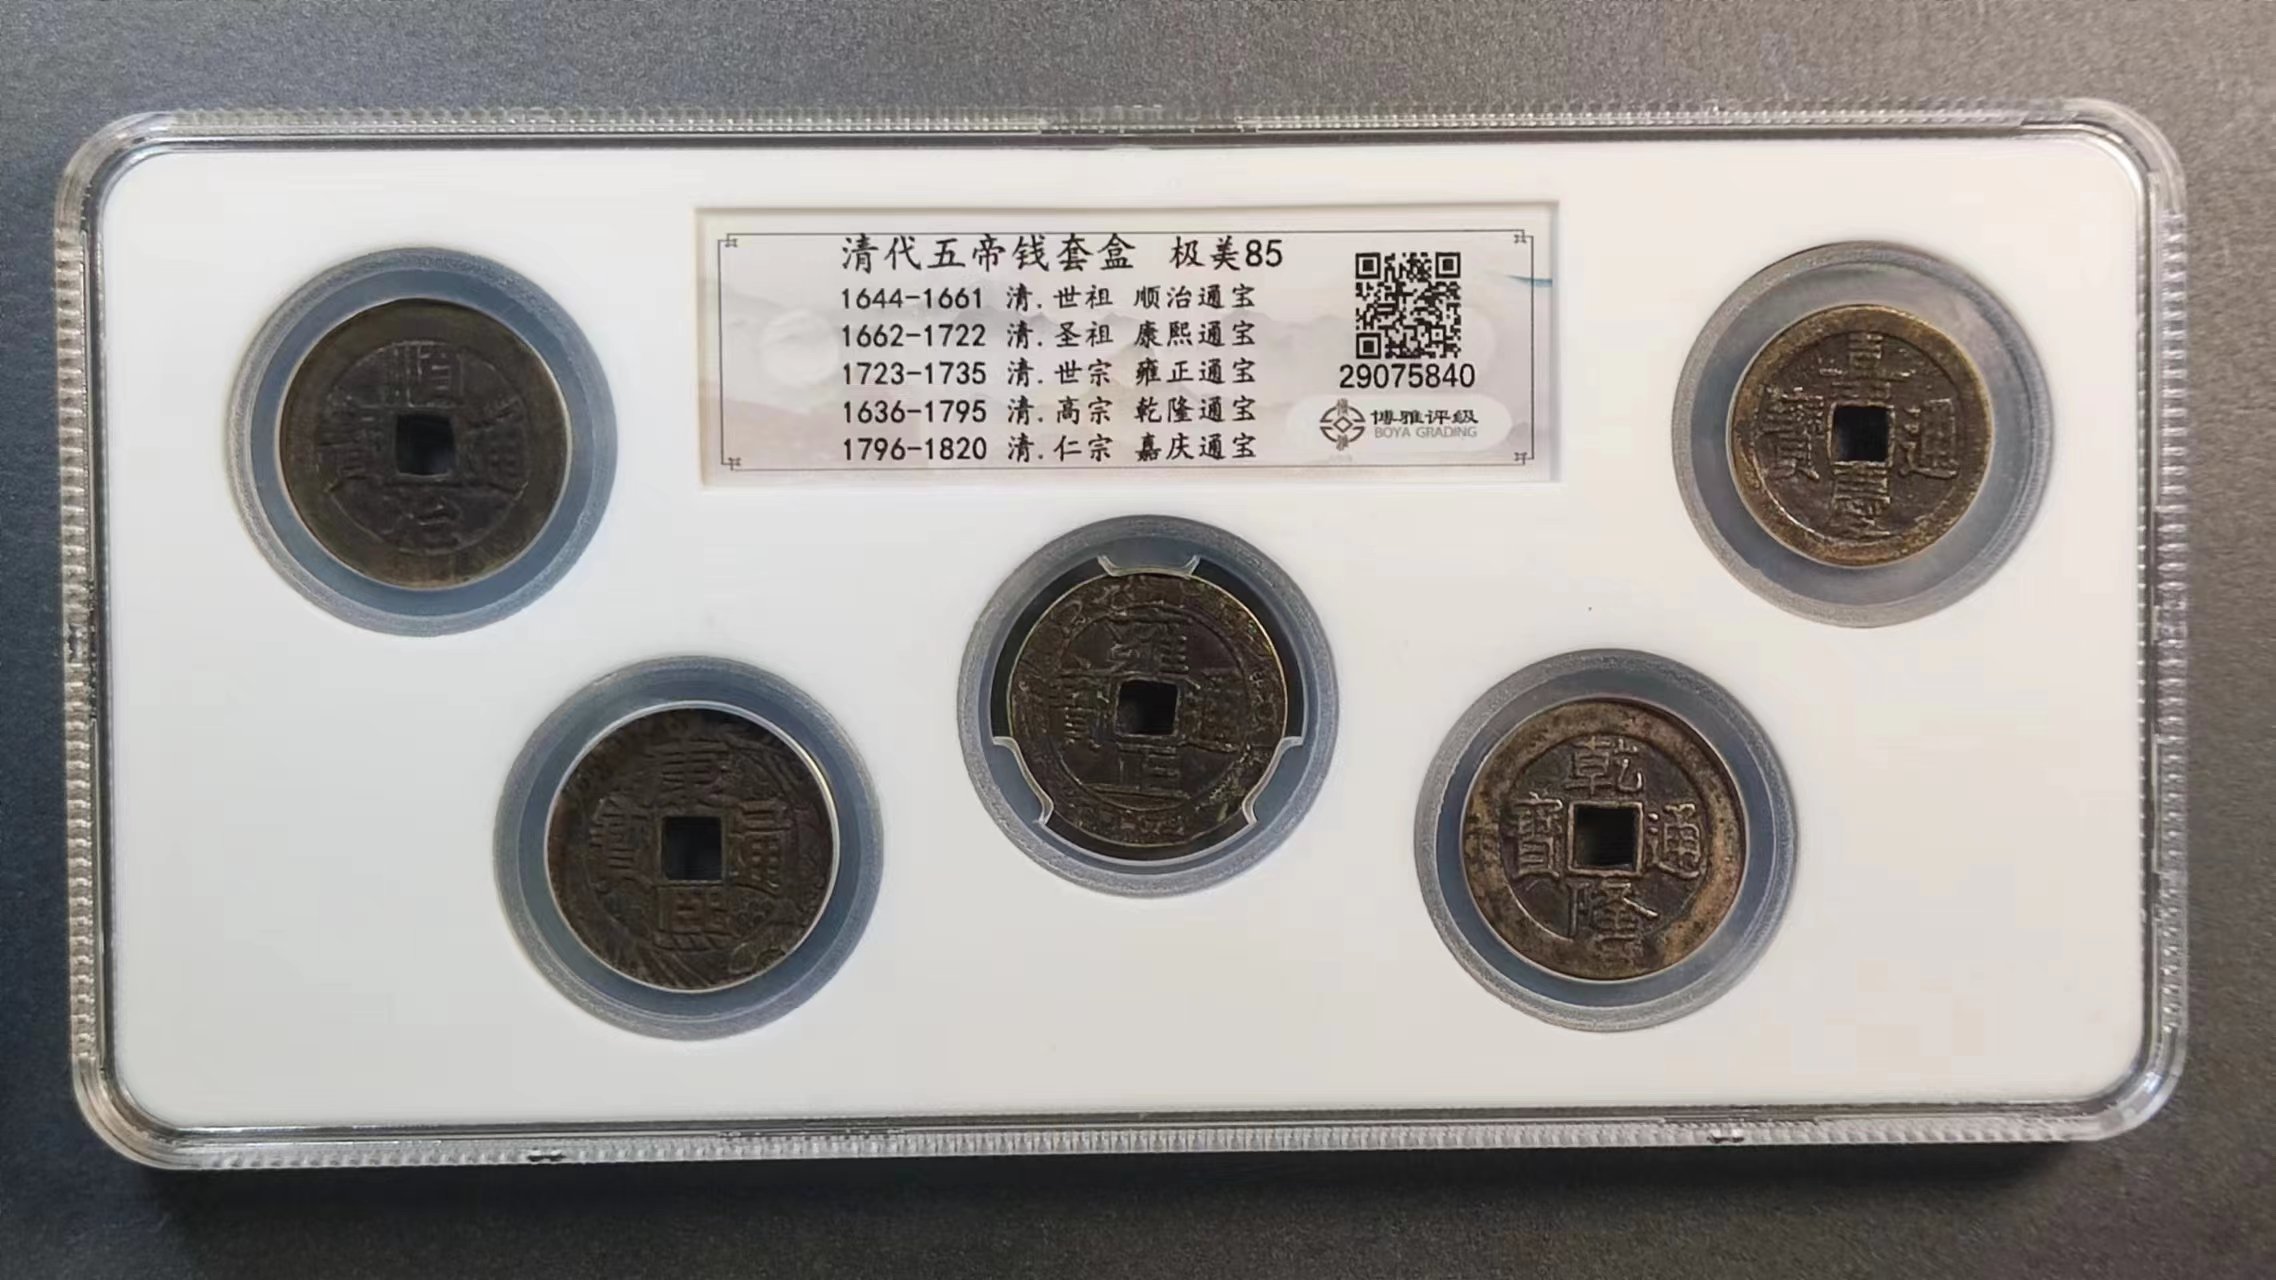 清代五帝钱套盒 极美85
1644-1661 清.世祖 顺治通宝
1662-1722 清.圣祖 康熙通宝
1723-1735 清.世宗 雍正通宝
1636-1795 清.高宗 乾隆通宝
1796-1820 清.仁宗 嘉庆通宝
29075840
博雅评级
BOYA GRADING
順治通寶
康熙通寶
雍正通寶
乾隆通寶
嘉慶通寶